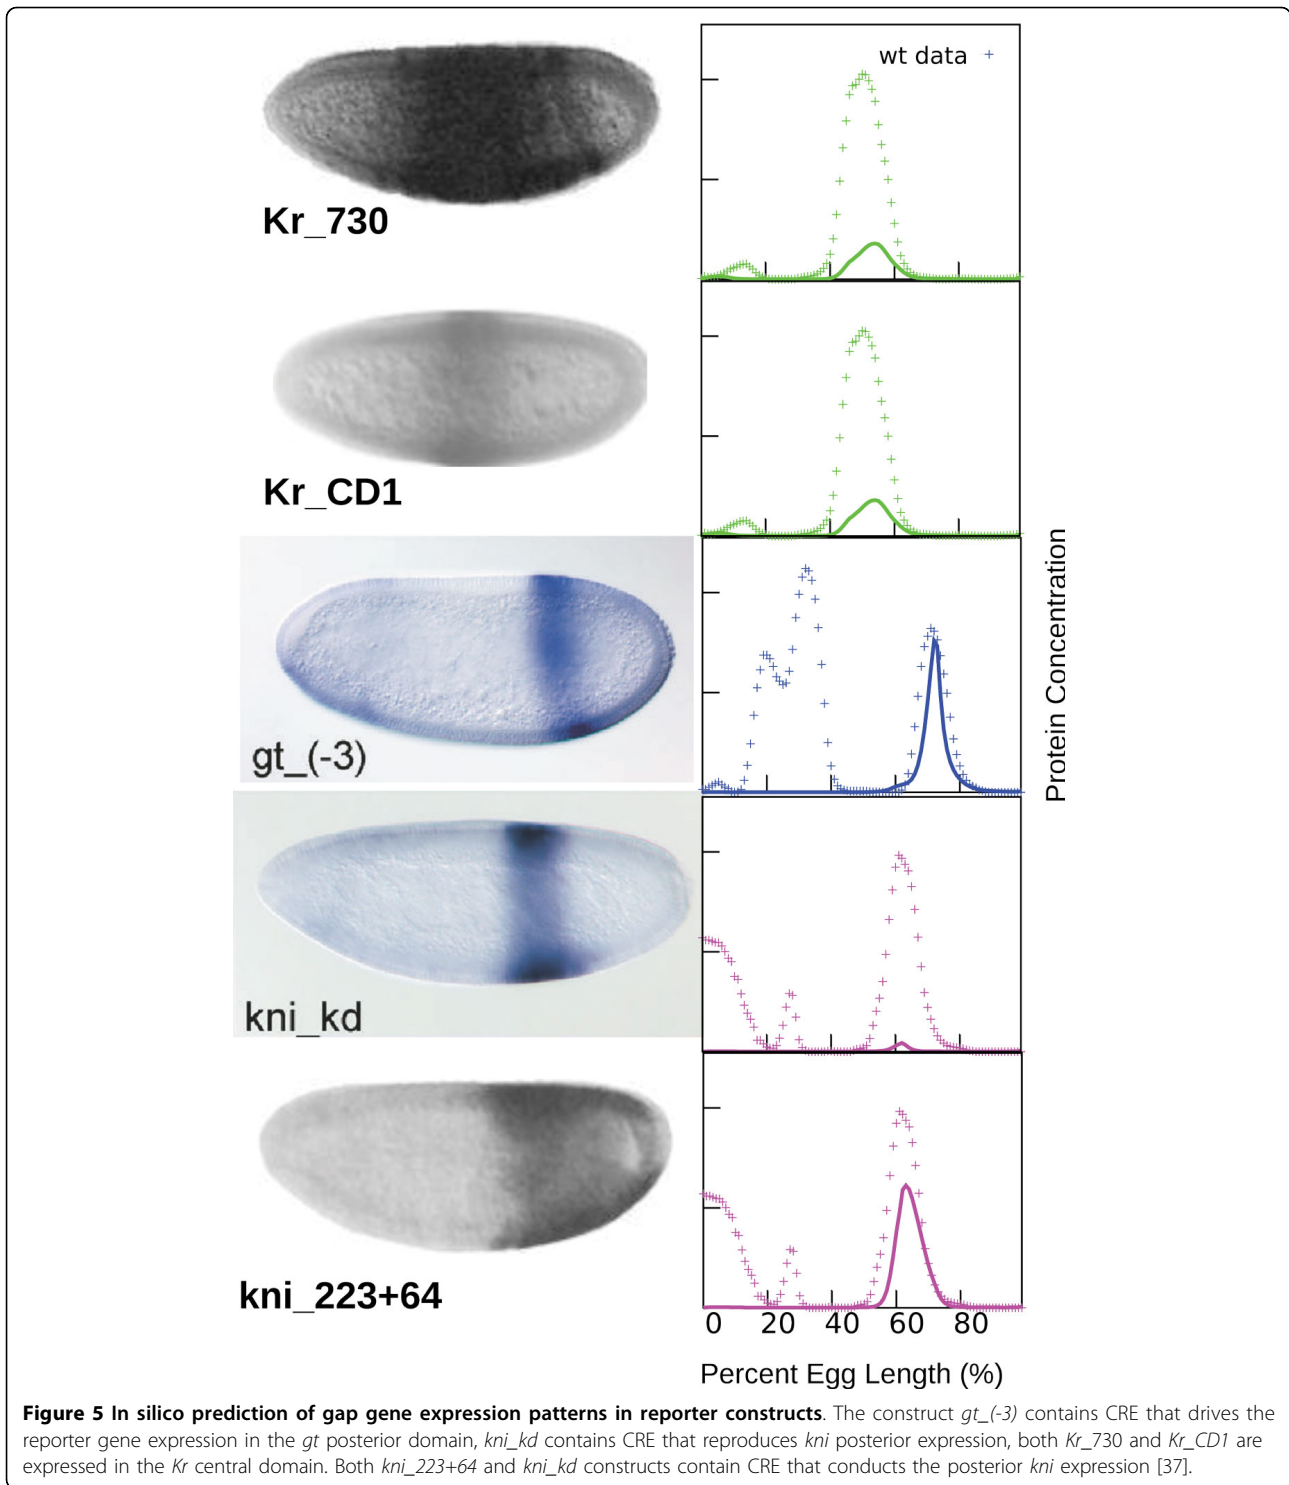 wt data +
Kr_730
Kr_CD1
gt_(-3)
kni_kd
kni_223+64
Protein Concentration
0 20 40 60 80
Percent Egg Length (%)
Figure 5 In silico prediction of gap gene expression patterns in reporter constructs. The construct gt_(-3) contains CRE that drives the
reporter gene expression in the gt posterior domain, kni_kd contains CRE that reproduces kni posterior expression, both Kr_730 and Kr_CD1 are
expressed in the Kr central domain. Both kni_223+64 and kni_kd constructs contain CRE that conducts the posterior kni expression [37].